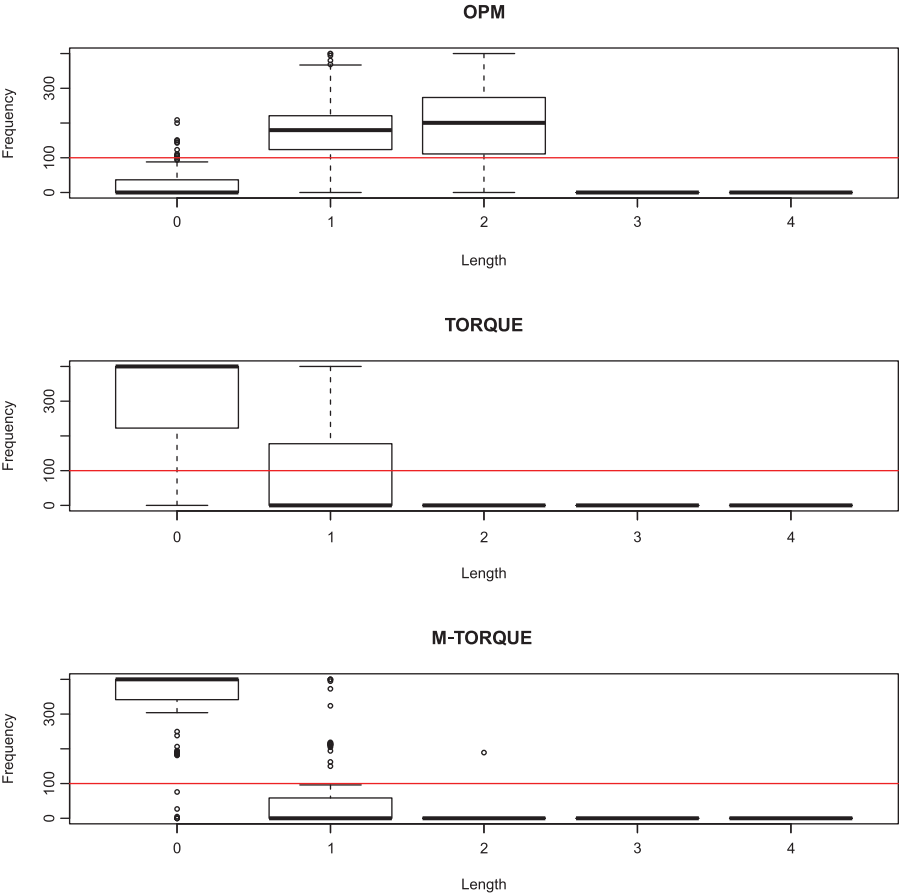 OPM
Frequency
300
100
0
0 1 2 3 4
Length
TORQUE
Frequency
300
100
0
0 1 2 3 4
Length
M-TORQUE
Frequency
300
100
0
0 1 2 3 4
Length